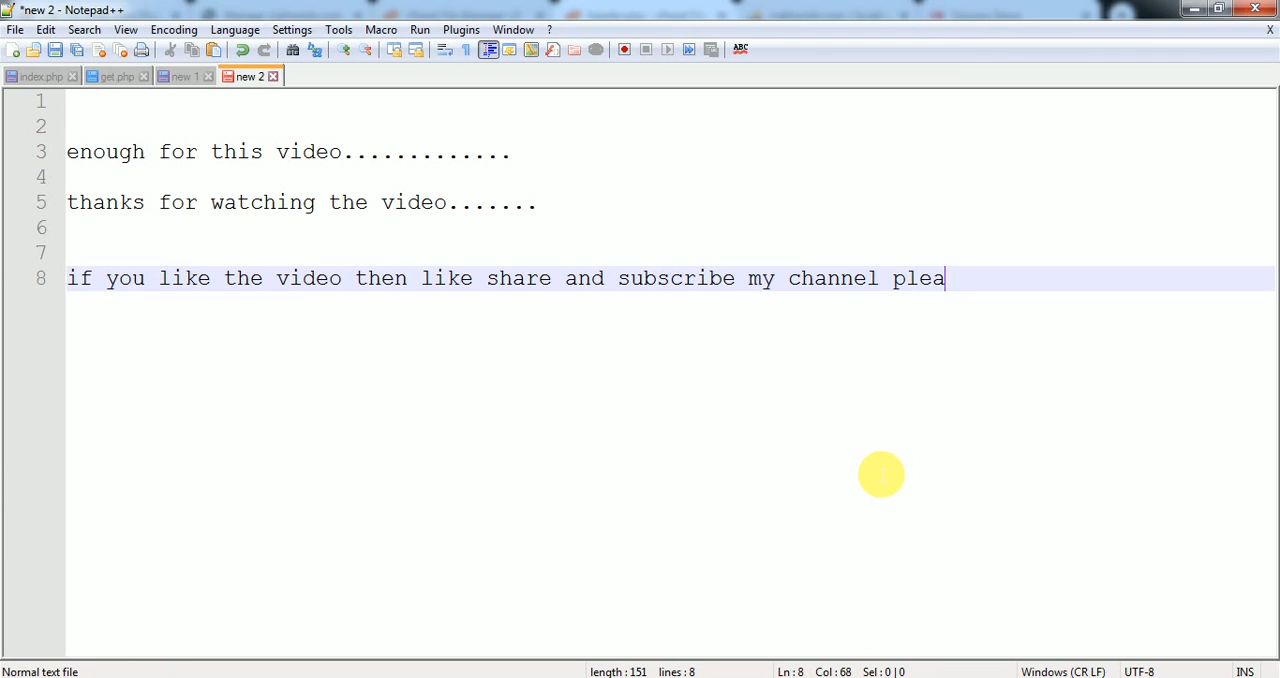 *new 2 - Notepad++
File Edit Search View Encoding Language Settings Tools Macro Run Plugins Window ? X
ABC
index.php get.php new 1 new 2
1
2
3 enough for this video.............
4
5 thanks for watching the video.......
6
7
8 if you like the video then like share and subscribe my channel plea
Normal text file length : 151 lines : 8 Ln : 8 Col : 68 Sel : 0 | 0 Windows (CR LF) UTF-8 INS